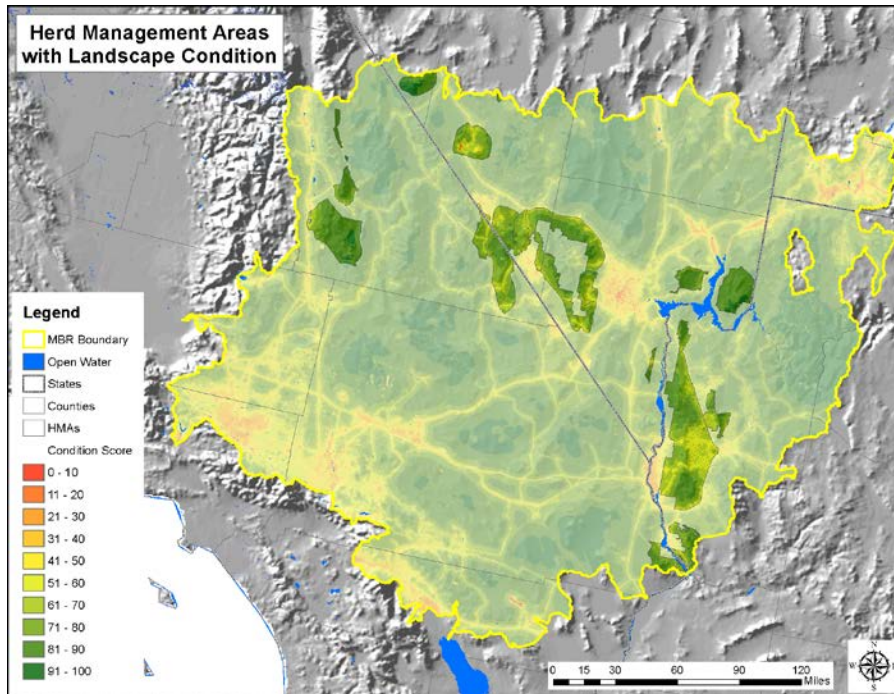 Herd Management Areas
with Landscape Condition
Legend
MBR Boundary
Open Water
States
Counties
HMAs
Condition Score
0 - 10
11 - 20
21 - 30
31 - 40
41 - 50
51 - 60
61 - 70
71 - 80
81 - 90
91 - 100
N
W
S
0 15 30 60 90 120
Miles